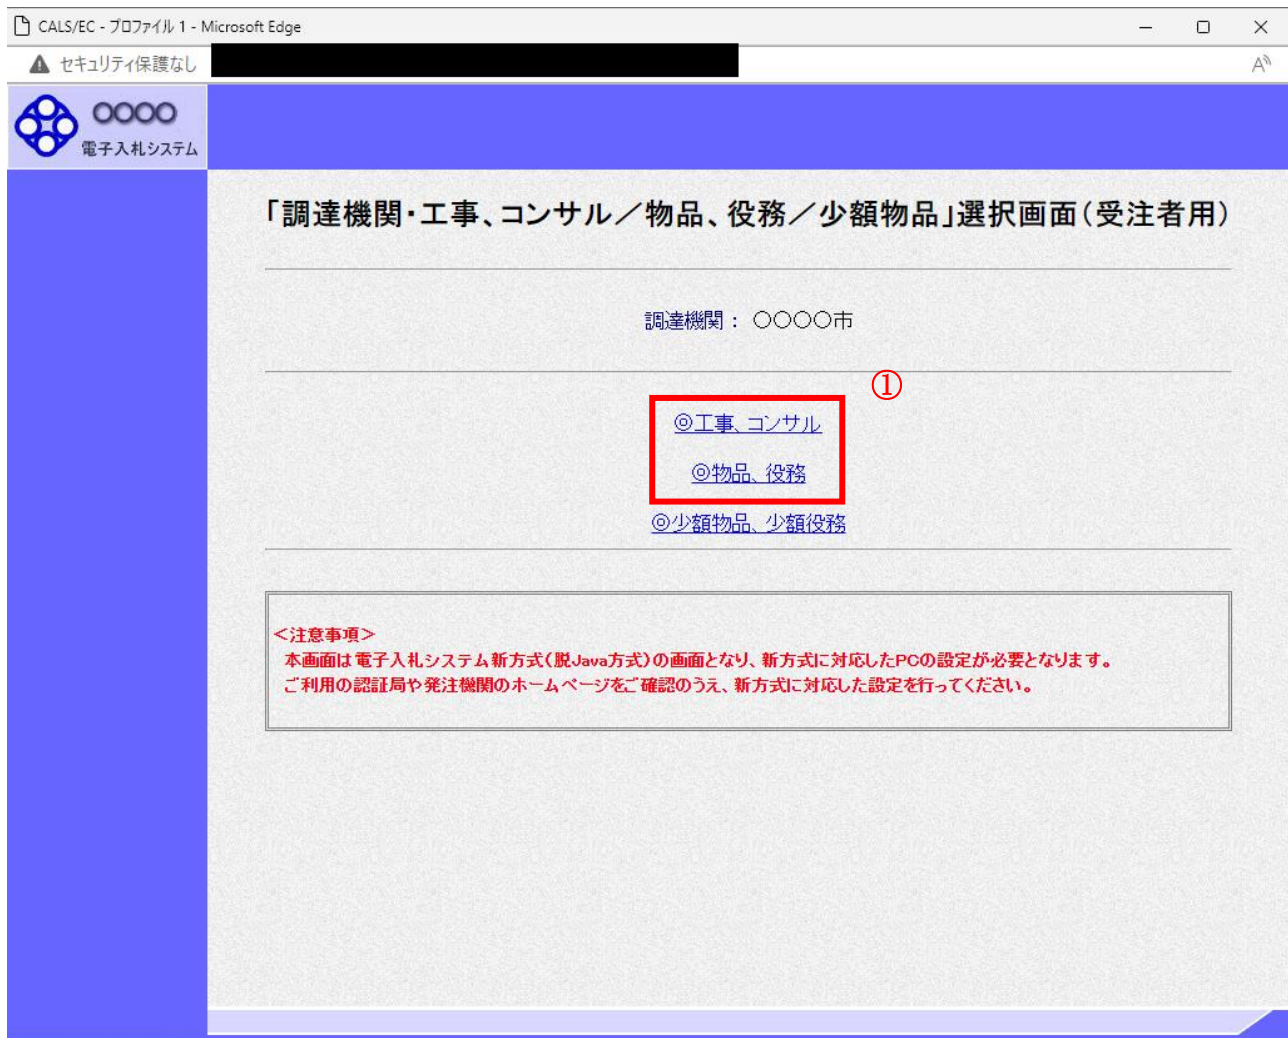 CALS/EC - プロファイル 1 - Microsoft Edge
セキュリティ保護なし
〇〇〇〇
電子入札システム
「調達機関・工事、コンサル／物品、役務／少額物品」選択画面（受注者用）
調達機関： 〇〇〇〇市
①
◎工事、コンサル
◎物品、役務
◎少額物品、少額役務
＜注意事項＞
本画面は電子入札システム新方式（脱Java方式）の画面となり、新方式に対応したPCの設定が必要となります。
ご利用の認証局や発注機関のホームページをご確認のうえ、新方式に対応した設定を行ってください。